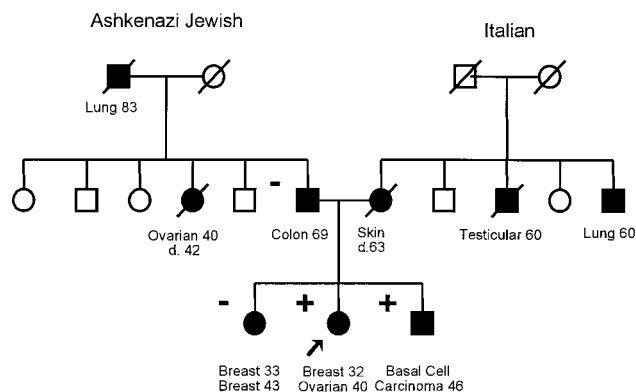 Ashkenazi Jewish
Italian
Lung 83
-
Ovarian 40
d. 42
Colon 69
Skin
d.63
Testicular 60
Lung 60
- + +
Breast 33
Breast 43
Breast 32
Ovarian 40
Basal Cell
Carcinoma 46